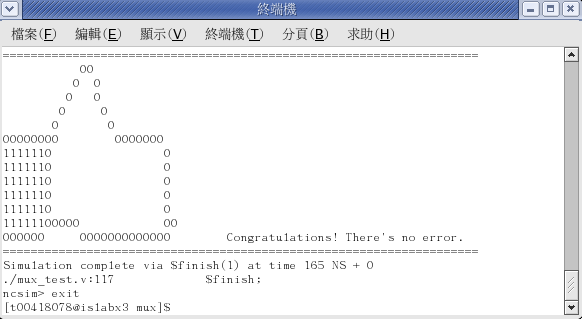 終端機
檔案(F) 編輯(E) 顯示(V) 終端機(T) 分頁(B) 求助(H)
====================================================================
           00
          0  0
         0   0
        0     0
       0       0
00000000        0000000
1111110                0
1111110                0
1111110                0
1111110                0
1111110                0
11111100000            00
000000     0000000000000        Congratulations! There's no error.
====================================================================
Simulation complete via $finish(1) at time 165 NS + 0
./mux_test.v:117             $finish;
ncsim> exit
[t00418078@islabx3 mux]$